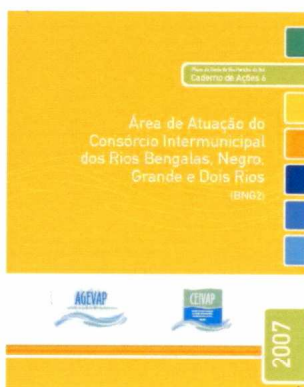 Caderno de Ações 6
Área de Atuação do
Consórcio Intermunicipal
dos Rios Bengalas, Negro,
Grande e Dois Rios
(BNG2)
AGEVAP
CEIVAP
2007